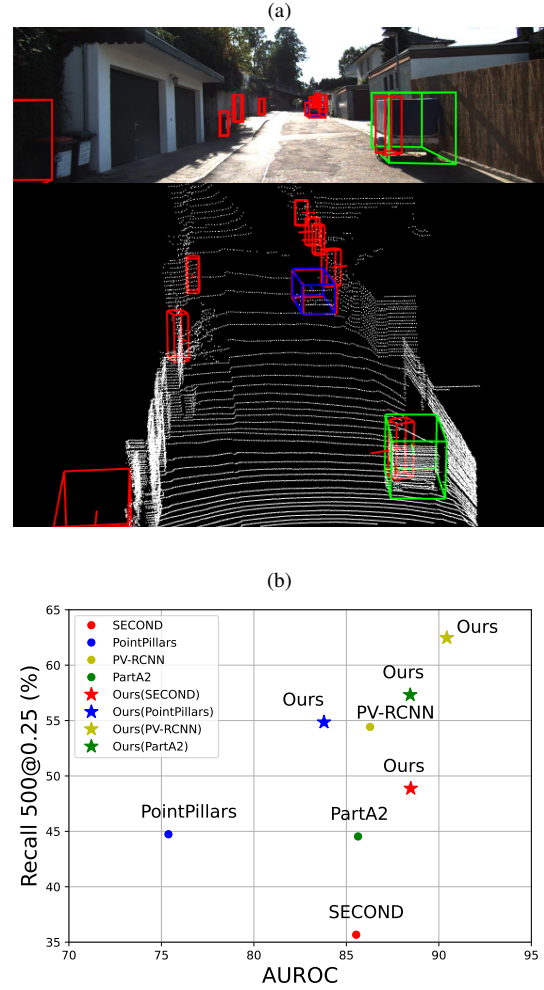 (a)
(b)
65
60
55
50
45
40
35
70
75
80
85
90
95
Recall 500@0.25 (%)
AUROC
SECOND
PointPillars
PV-RCNN
PartA2
Ours(SECOND)
Ours(PointPillars)
Ours(PV-RCNN)
Ours(PartA2)
Ours
Ours
Ours
PV-RCNN
Ours
PointPillars
PartA2
SECOND